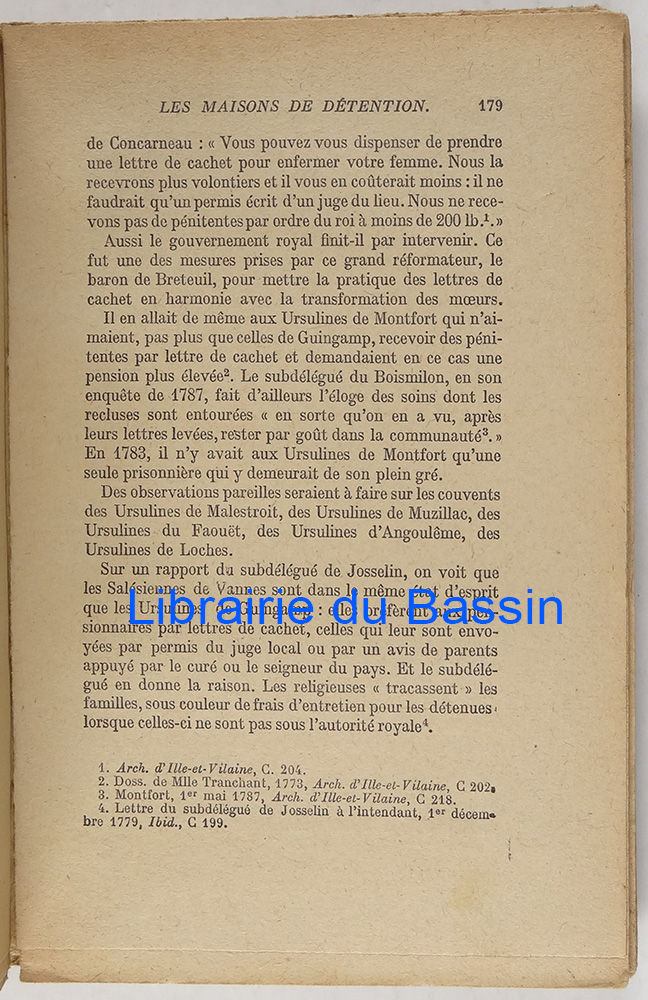 LES MAISONS DE DÉTENTION. 179
de Concarneau : « Vous pouvez vous dispenser de prendre
une lettre de cachet pour enfermer votre femme. Nous la
recevrons plus volontiers et il vous en coûterait moins : il ne
faudrait qu'un permis écrit d'un juge du lieu. Nous ne rece-
vons pas de pénitentes par ordre du roi à moins de 200 lb.¹. »
Aussi le gouvernement royal finit-il par intervenir. Ce
fut une des mesures prises par ce grand réformateur, le
baron de Breteuil, pour mettre la pratique des lettres de
cachet en harmonie avec la transformation des mœurs.
Il en allait de même aux Ursulines de Montfort qui n'ai-
maient, pas plus que celles de Guingamp, recevoir des péni-
tentes par lettre de cachet et demandaient en ce cas une
pension plus élevée². Le subdélégué du Boismilon, en son
enquête de 1787, fait d'ailleurs l'éloge des soins dont les
recluses sont entourées « en sorte qu'on en a vu, après
leurs lettres levées, rester par goût dans la communauté³. »
En 1783, il n'y avait aux Ursulines de Montfort qu'une
seule prisonnière qui y demeurait de son plein gré.
Des observations pareilles seraient à faire sur les couvents
des Ursulines de Malestroit, des Ursulines de Muzillac, des
Ursulines du Faouët, des Ursulines d'Angoulême, des
Ursulines de Loches.
Sur un rapport du subdélégué de Josselin, on voit que
les Salésiennes de Vannes sont dans le même état d'esprit
que les Ursulines de Guingamp : elles préfèrent aux pen-
sionnaires par lettres de cachet, celles qui leur sont envo-
yées par permis du juge local ou par un avis de parents
appuyé par le curé ou le seigneur du pays. Et le subdélé-
gué en donne la raison. Les religieuses « tracassent » les
familles, sous couleur de frais d'entretien pour les détenues,
lorsque celles-ci ne sont pas sous l'autorité royale⁴.
1. Arch. d'Ille-et-Vilaine, C. 204.
2. Doss. de Mlle Tranchant, 1773, Arch. d'Ille-et-Vilaine, C 202.
3. Montfort, 1er mai 1787, Arch. d'Ille-et-Vilaine, C 218.
4. Lettre du subdélégué de Josselin à l'intendant, 1er décem-
bre 1779, Ibid., C 199.
Librairie du Bassin